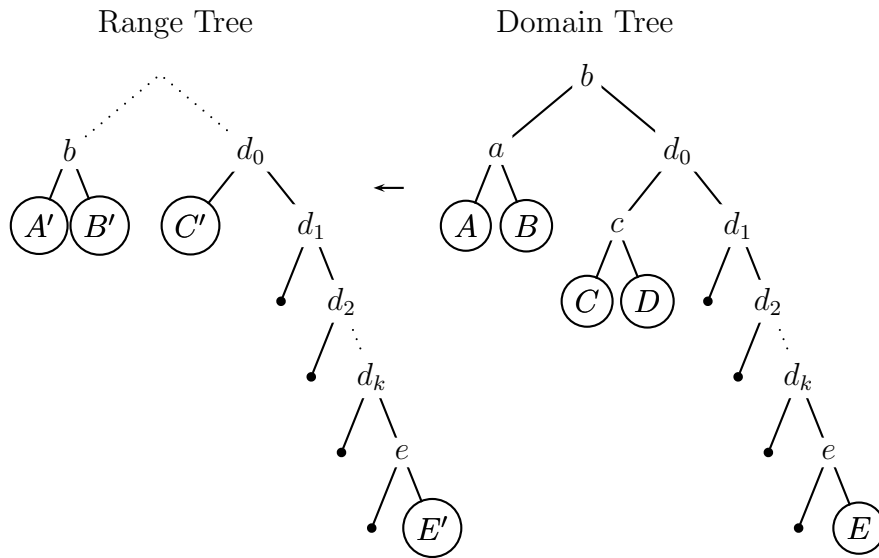 Range Tree Domain Tree
b
b d₀ a d₀
A′ B′ C′ d₁ A B c d₁
d₂ C D d₂
dₖ dₖ
e e
E′ E